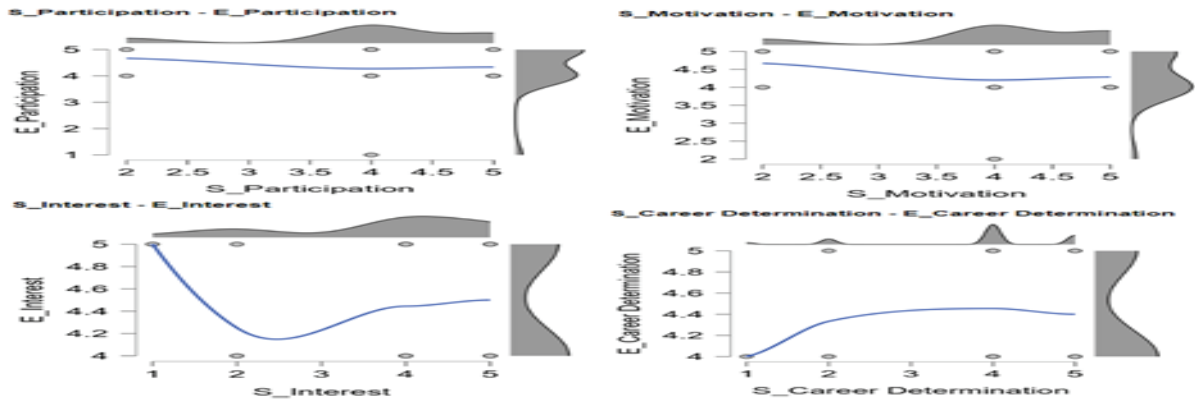 S_Participation - E_Participation
5
4
3
2
1
E_Participation
2 2.5 3 3.5 4 4.5 5
S_Participation
S_Motivation - E_Motivation
5
4.5
4
3.5
3
2.5
2
E_Motivation
2 2.5 3 3.5 4 4.5 5
S_Motivation
S_Interest - E_Interest
5
4.8
4.6
4.4
4.2
4
E_Interest
1 2 3 4 5
S_Interest
S_Career Determination - E_Career Determination
5
4.8
4.6
4.4
4.2
4
E_Career Determination
1 2 3 4 5
S_Career Determination